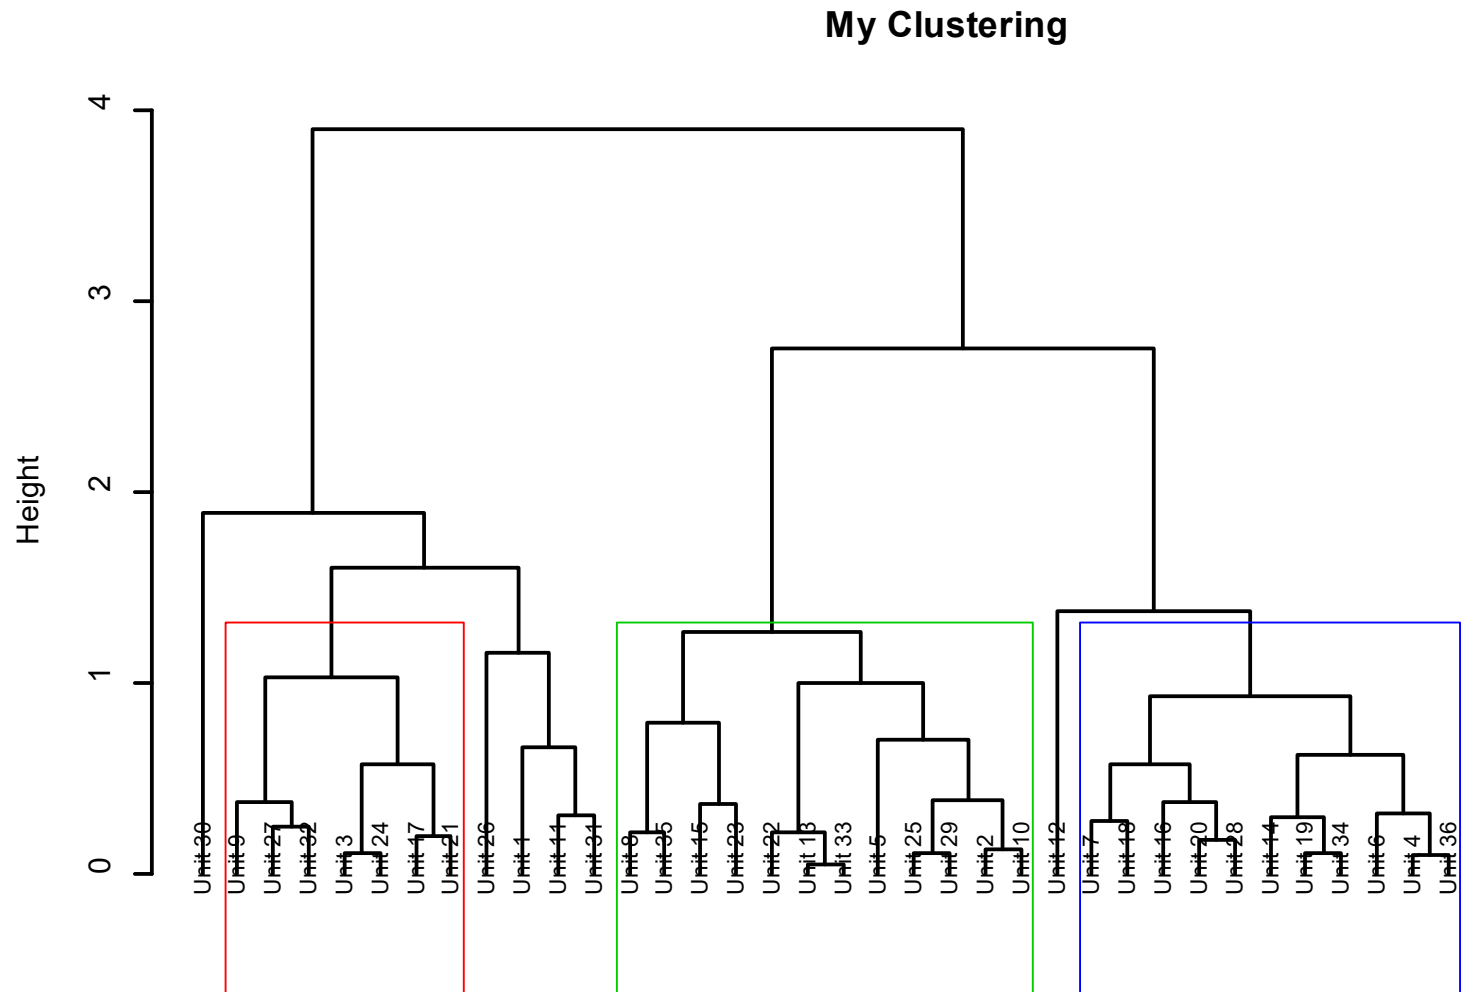 My Clustering
Height
4
3
2
1
0
Unit 30
Unit 9
Unit 27
Unit 32
Unit 3
Unit 24
Unit 17
Unit 21
Unit 26
Unit 1
Unit 11
Unit 31
Unit 8
Unit 35
Unit 15
Unit 23
Unit 22
Unit 13
Unit 33
Unit 5
Unit 25
Unit 29
Unit 2
Unit 10
Unit 12
Unit 7
Unit 18
Unit 16
Unit 20
Unit 28
Unit 14
Unit 19
Unit 34
Unit 6
Unit 4
Unit 36